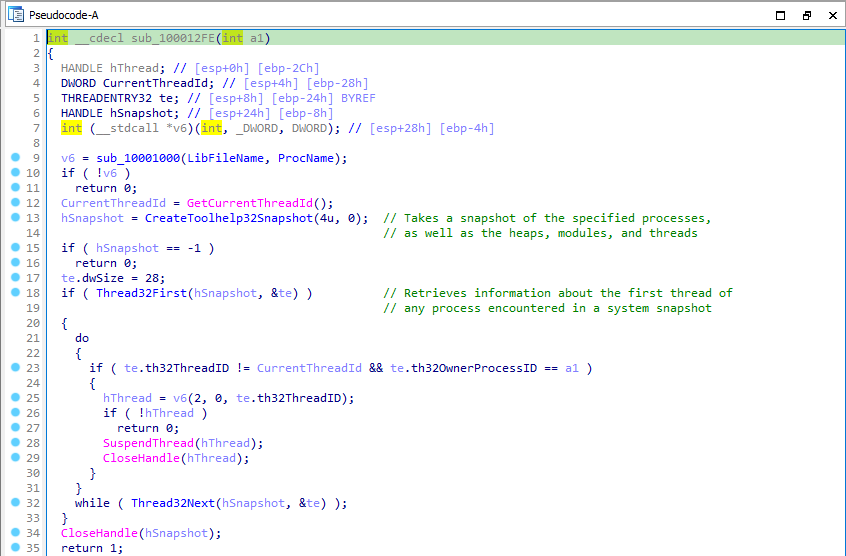 Pseudocode-A
1 int __cdecl sub_100012FE(int a1)
2 {
3 HANDLE hThread; // [esp+0h] [ebp-2Ch]
4 DWORD CurrentThreadId; // [esp+4h] [ebp-28h]
5 THREADENTRY32 te; // [esp+8h] [ebp-24h] BYREF
6 HANDLE hSnapshot; // [esp+24h] [ebp-8h]
7 int (__stdcall *v6)(int, _DWORD, DWORD); // [esp+28h] [ebp-4h]
8
9 v6 = sub_10001000(LibFileName, ProcName);
10 if ( !v6 )
11 return 0;
12 CurrentThreadId = GetCurrentThreadId();
13 hSnapshot = CreateToolhelp32Snapshot(4u, 0); // Takes a snapshot of the specified processes,
14 // as well as the heaps, modules, and threads
15 if ( hSnapshot == -1 )
16 return 0;
17 te.dwSize = 28;
18 if ( Thread32First(hSnapshot, &te) ) // Retrieves information about the first thread of
19 // any process encountered in a system snapshot
20 {
21 do
22 {
23 if ( te.th32ThreadID != CurrentThreadId && te.th32OwnerProcessID == a1 )
24 {
25 hThread = v6(2, 0, te.th32ThreadID);
26 if ( !hThread )
27 return 0;
28 SuspendThread(hThread);
29 CloseHandle(hThread);
30 }
31 }
32 while ( Thread32Next(hSnapshot, &te) );
33 }
34 CloseHandle(hSnapshot);
35 return 1;